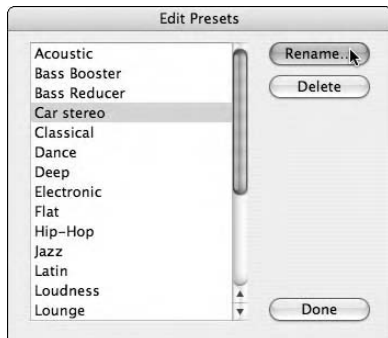 Edit Presets
Acoustic
Bass Booster
Bass Reducer
Car stereo
Classical
Dance
Deep
Electronic
Flat
Hip-Hop
Jazz
Latin
Loudness
Lounge
Rename...
Delete
Done